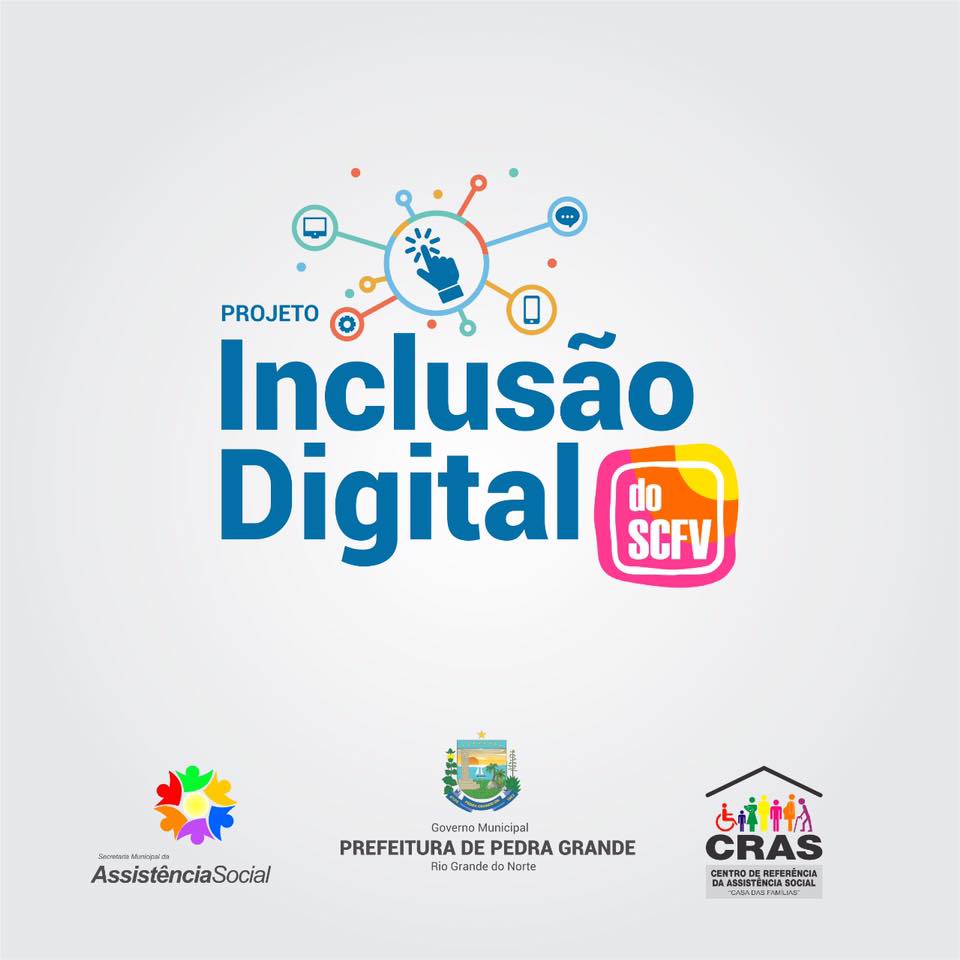 PROJETO
Inclusão
Digital
do
SCFV
Secretaria Municipal da
AssistênciaSocial
Governo Municipal
PREFEITURA DE PEDRA GRANDE
Rio Grande do Norte
CRAS
CENTRO DE REFERÊNCIA
DA ASSISTÊNCIA SOCIAL
"CASA DAS FAMÍLIAS"